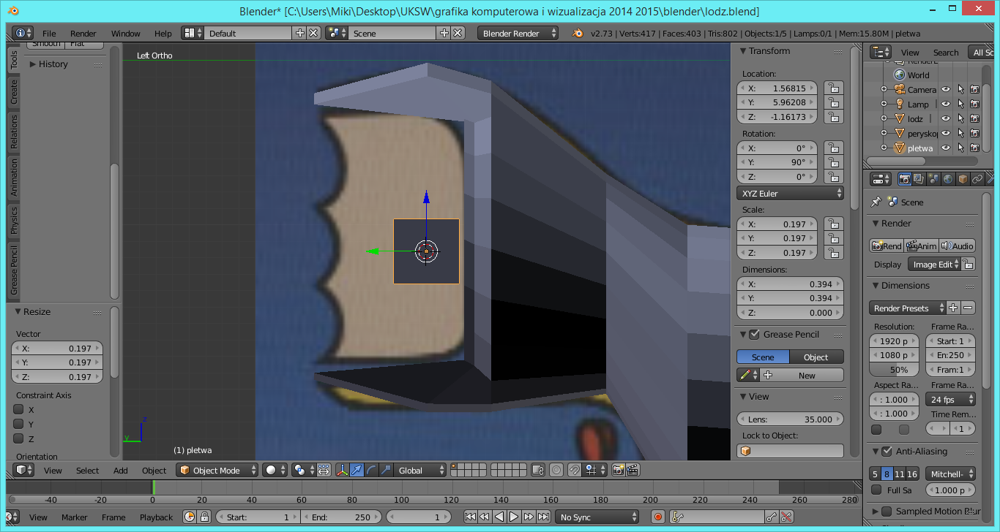 Blender* [C:\Users\Miki\Desktop\UKSW\grafika komputerowa i wizualizacja 2014 2015\blender\lodz.blend]
File Render Window Help Default Scene Blender Render v2.73 | Verts:417 | Faces:403 | Tris:802 | Objects:1/5 | Lamps:0/1 | Mem:15.80M | pletwa
Tools
Create
Relations
Animation
Physics
Grease Pencil
Smooth Flat
History
Resize
Vector
X: 0.197
Y: 0.197
Z: 0.197
Constraint Axis
X
Y
Z
Orientation
Left Ortho
z
y
(1) pletwa
Transform
Location:
X: 1.56815
Y: 5.96208
Z: -1.16173
Rotation:
X: 0°
Y: 90°
Z: 0°
XYZ Euler
Scale:
X: 0.197
Y: 0.197
Z: 0.197
Dimensions:
X: 0.394
Y: 0.394
Z: 0.000
Grease Pencil
Scene Object
New
View
Lens: 35.000
Lock to Object:
View Search All Sc
World
Camera
Lamp
lodz
perysko
pletwa
Scene
Render
Rend Anim Audio
Display Image Edit
Dimensions
Render Presets
Resolution: Frame Ra...
1920 p Start: 1
1080 p En:250
50% Fram:1
Aspect Ra... Frame Ra...
: 1.000 24 fps
: 1.000 Time Rem...
1
Anti-Aliasing
5 8 11 16 Mitchell-
Full Sa 1.000 p
Sampled Motion Blur
View Select Add Object Object Mode Global
-40 -20 0 20 40 60 80 100 120 140 160 180 200 220 240 260 280
View Marker Frame Playback Start: 1 End: 250 1 No Sync